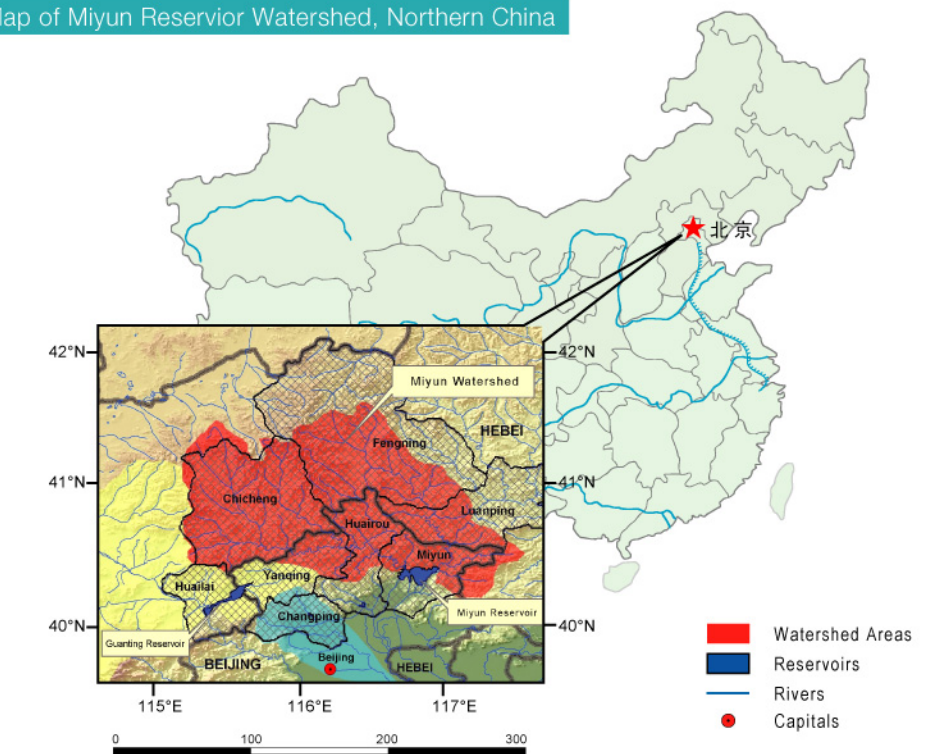 Map of Miyun Reservior Watershed, Northern China
北京
42°N
42°N
Miyun Watershed
HEBEI
Fengning
41°N
41°N
Chicheng
Luanping
Huairou
Miyun
Yanqing
Huailai
Miyun Reservoir
Changping
40°N
40°N
Guanting Reservoir
Beijing
BEIJING
HEBEI
115°E
116°E
117°E
0
100
200
300
Watershed Areas
Reservoirs
Rivers
Capitals